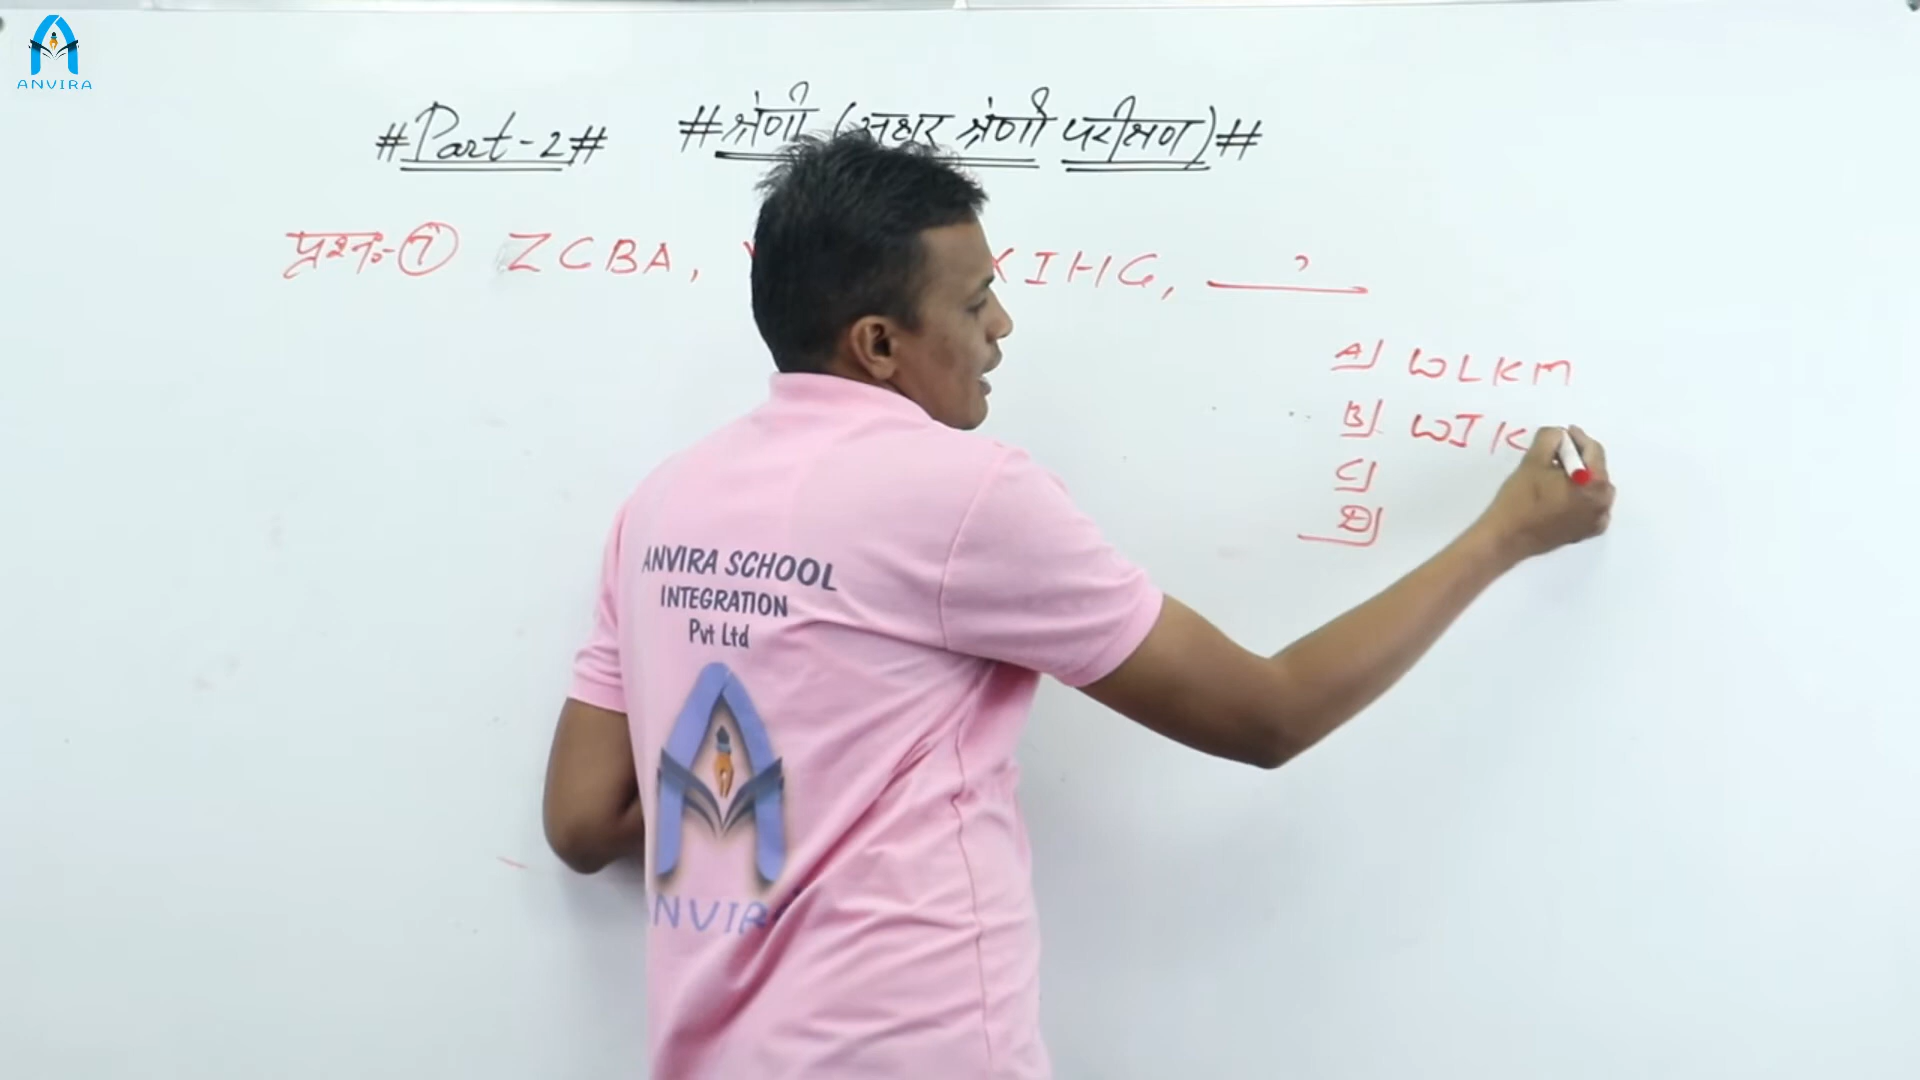 ANVIRA
#Part-2# #श्रेणी (अक्षर श्रेणी परीक्षण)#
प्रश्नः-7 ZCBA, XIHG, ?
A) WLKM
B) WJK
C)
D)
ANVIRA SCHOOL
INTEGRATION
Pvt Ltd